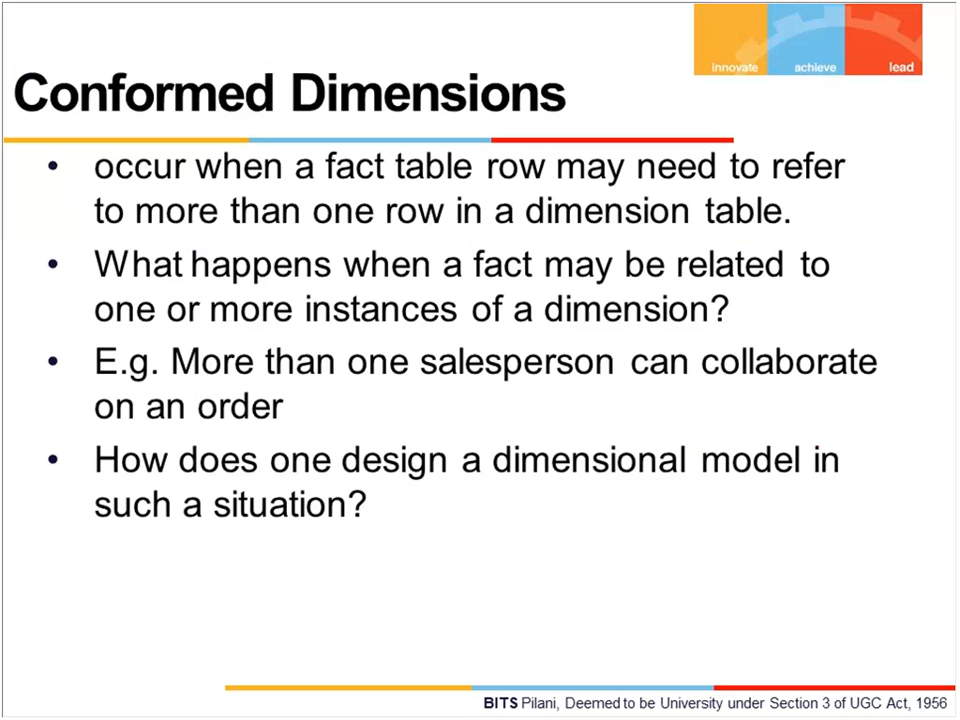 innovate achieve lead
Conformed Dimensions
• occur when a fact table row may need to refer
to more than one row in a dimension table.
• What happens when a fact may be related to
one or more instances of a dimension?
• E.g. More than one salesperson can collaborate
on an order
• How does one design a dimensional model in
such a situation?
BITS Pilani, Deemed to be University under Section 3 of UGC Act, 1956